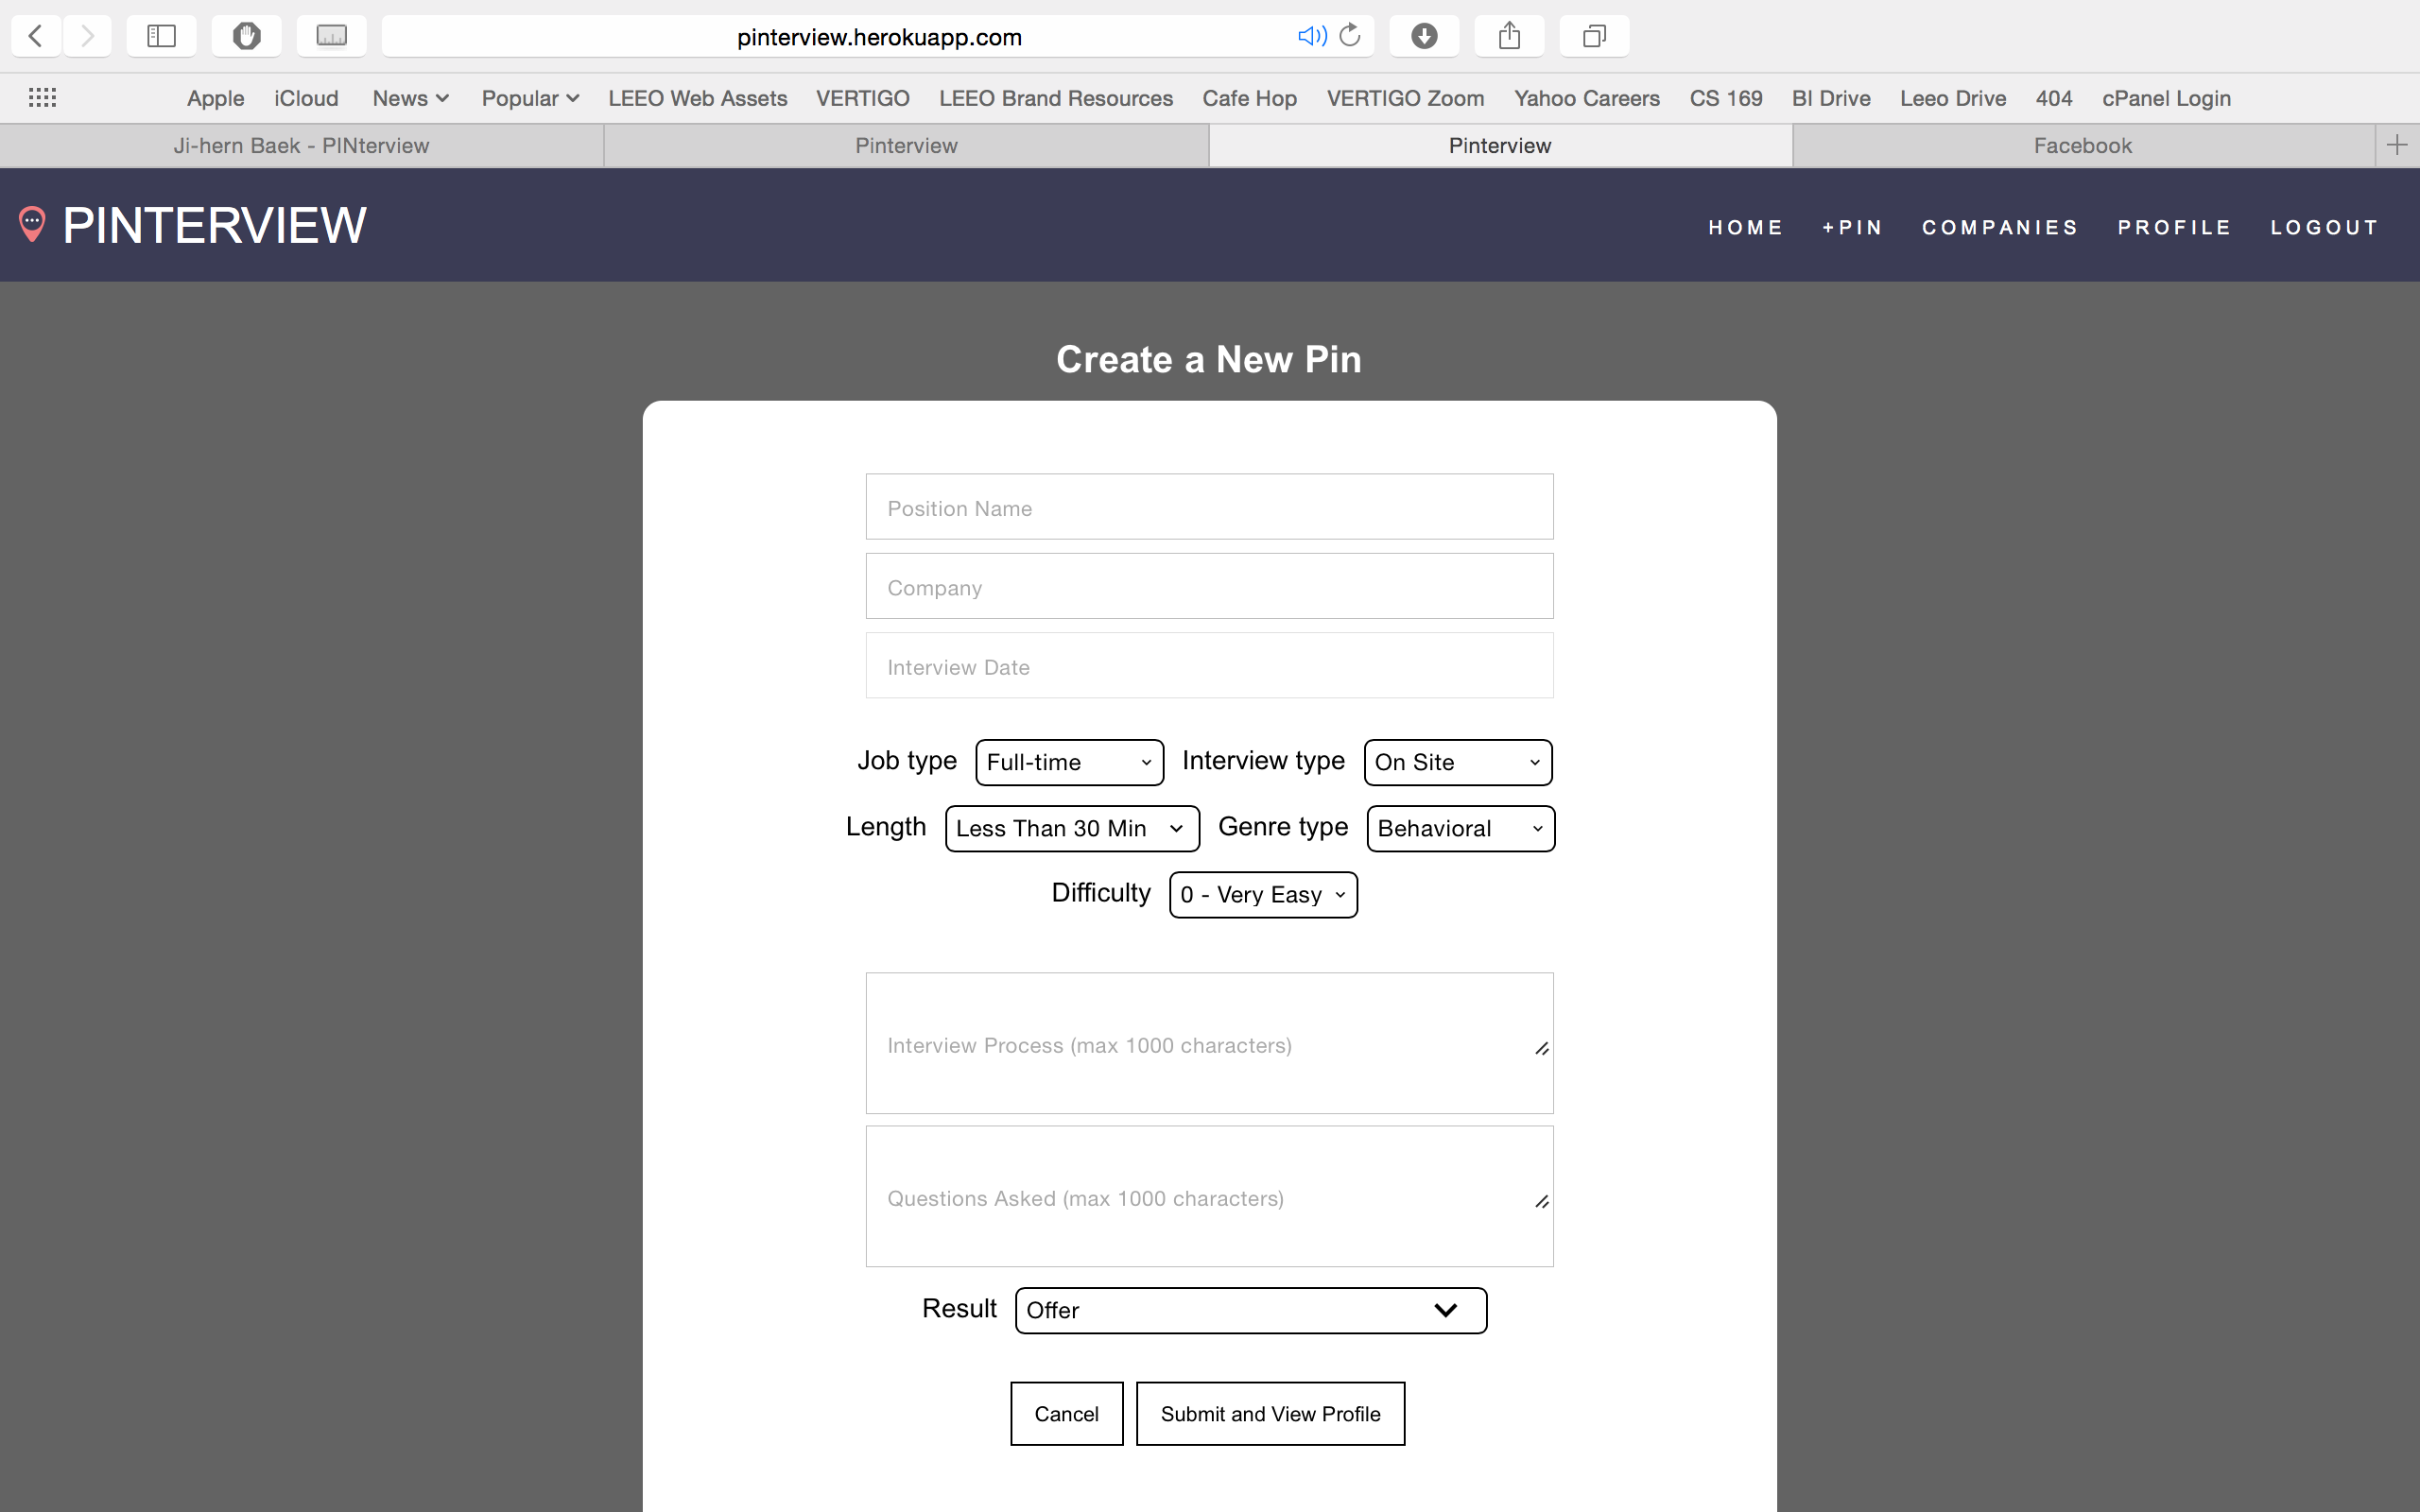 pinterview.herokuapp.com
Apple iCloud News Popular LEEO Web Assets VERTIGO LEEO Brand Resources Cafe Hop VERTIGO Zoom Yahoo Careers CS 169 BI Drive Leeo Drive 404 cPanel Login
Ji-hern Baek - PINterview Pinterview Pinterview Facebook
PINTERVIEW HOME +PIN COMPANIES PROFILE LOGOUT
Create a New Pin
Position Name
Company
Interview Date
Job type Full-time Interview type On Site
Length Less Than 30 Min Genre type Behavioral
Difficulty 0 - Very Easy
Interview Process (max 1000 characters)
Questions Asked (max 1000 characters)
Result Offer
Cancel Submit and View Profile